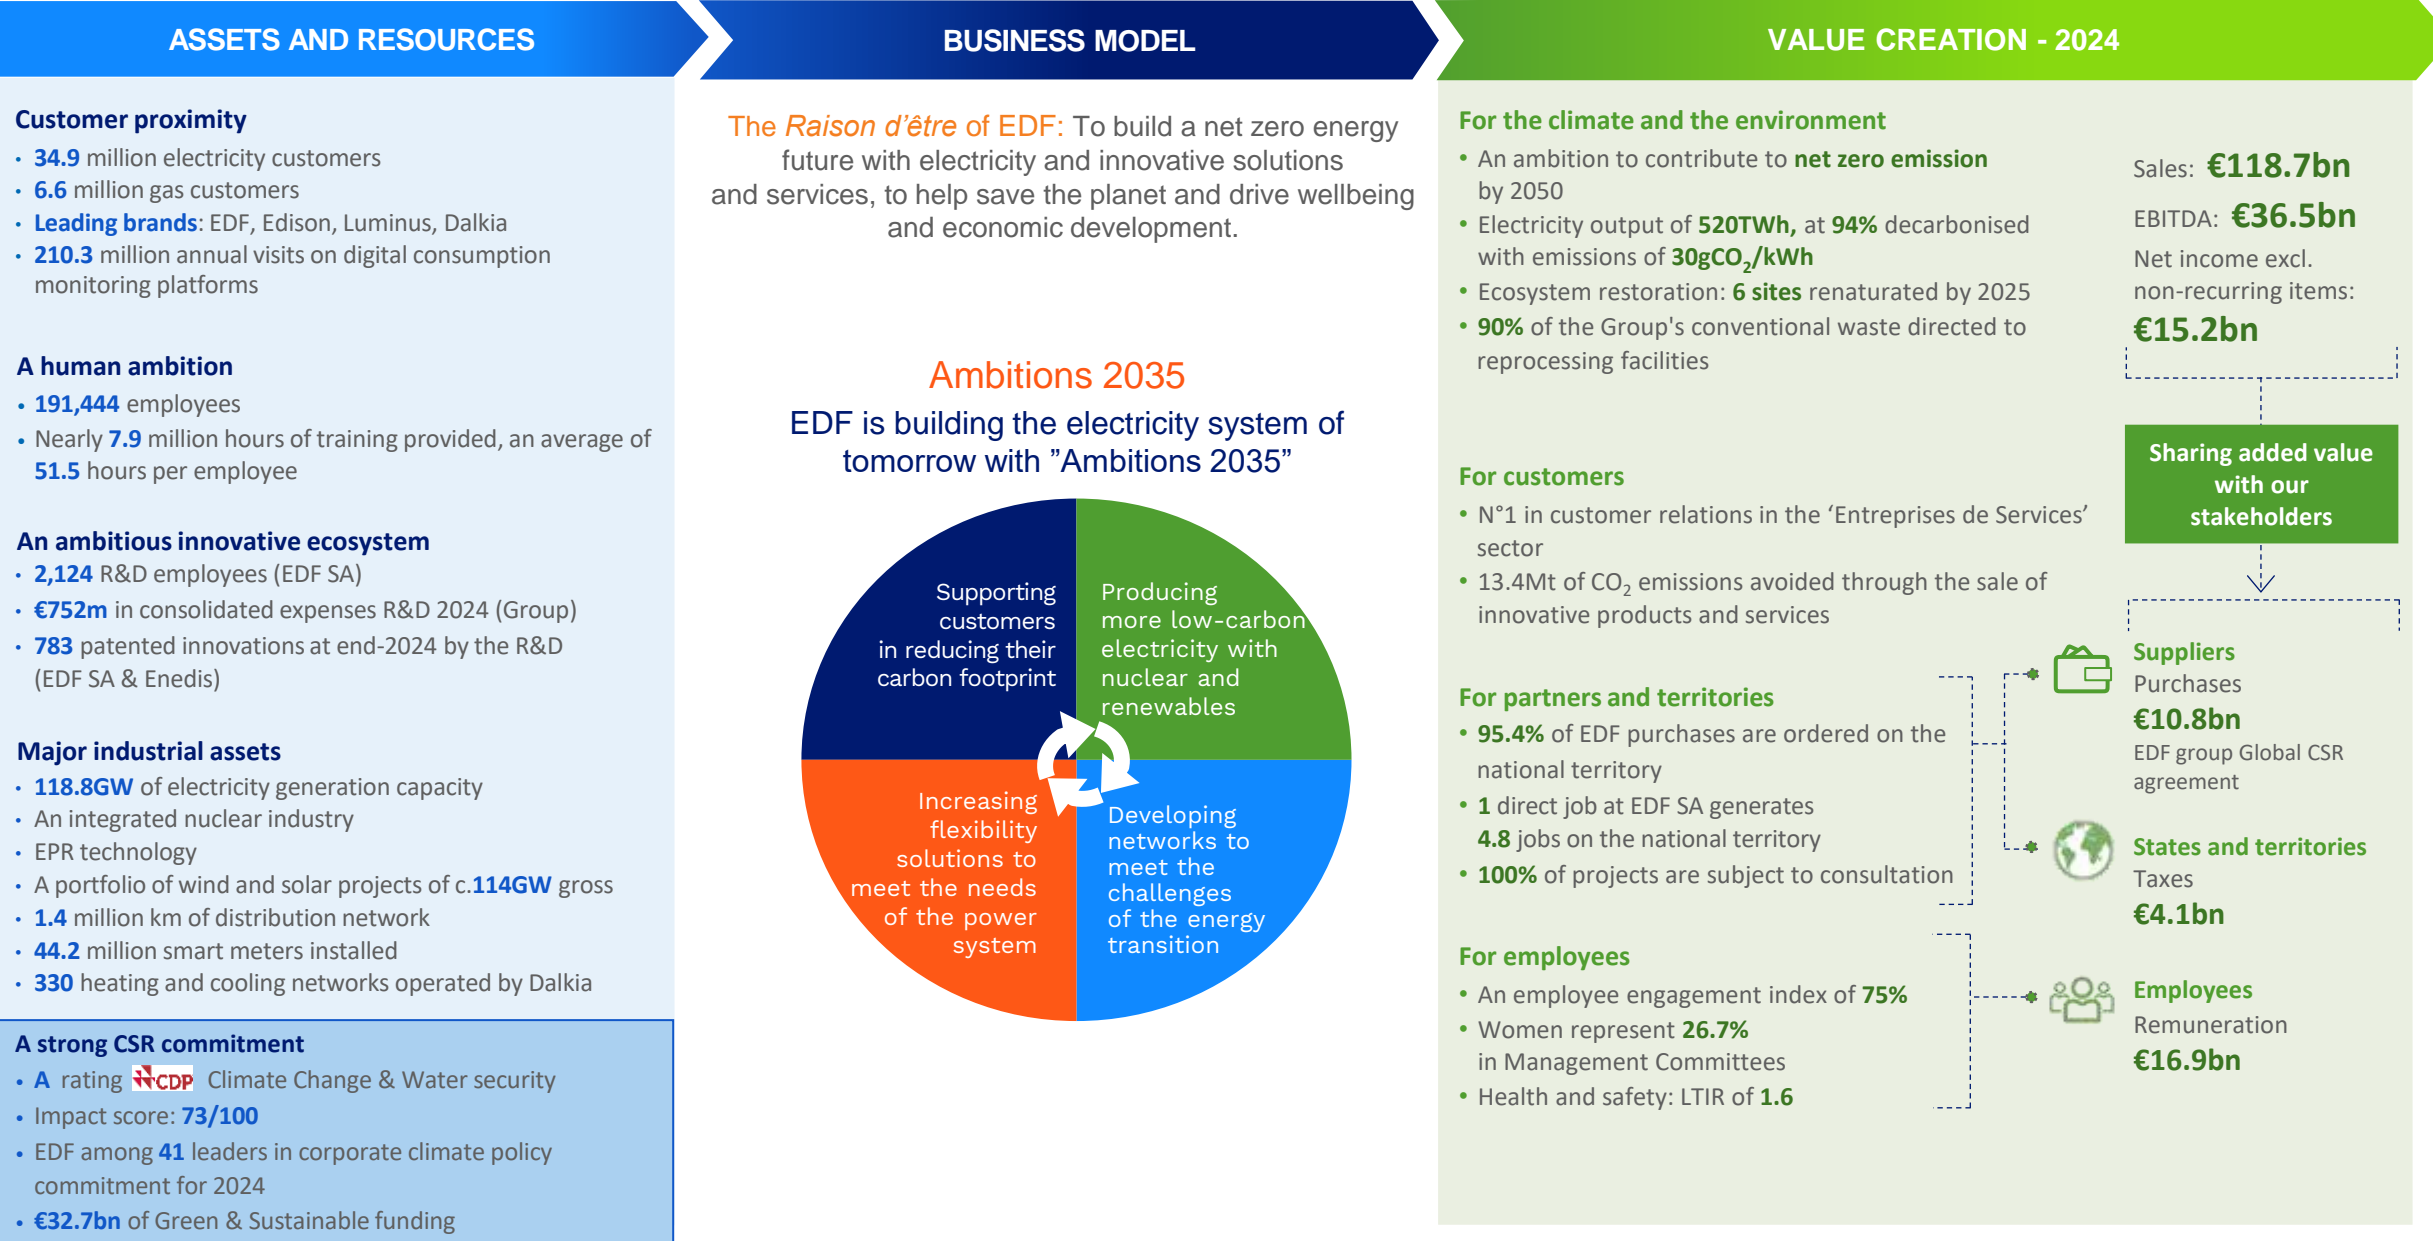 ASSETS AND RESOURCES
Customer proximity
• 34.9 million electricity customers
• 6.6 million gas customers
• Leading brands: EDF, Edison, Luminus, Dalkia
• 210.3 million annual visits on digital consumption
monitoring platforms
A human ambition
• 191,444 employees
• Nearly 7.9 million hours of training provided, an average of
51.5 hours per employee
An ambitious innovative ecosystem
• 2,124 R&D employees (EDF SA)
• €752m in consolidated expenses R&D 2024 (Group)
• 783 patented innovations at end-2024 by the R&D
(EDF SA & Enedis)
Major industrial assets
• 118.8GW of electricity generation capacity
• An integrated nuclear industry
• EPR technology
• A portfolio of wind and solar projects of c.114GW gross
• 1.4 million km of distribution network
• 44.2 million smart meters installed
• 330 heating and cooling networks operated by Dalkia
A strong CSR commitment
• A rating CDP Climate Change & Water security
• Impact score: 73/100
• EDF among 41 leaders in corporate climate policy
commitment for 2024
• €32.7bn of Green & Sustainable funding
BUSINESS MODEL
The Raison d’être of EDF: To build a net zero energy
future with electricity and innovative solutions
and services, to help save the planet and drive wellbeing
and economic development.
Ambitions 2035
EDF is building the electricity system of
tomorrow with ”Ambitions 2035”
Supporting
customers
in reducing their
carbon footprint
Producing
more low-carbon
electricity with
nuclear and
renewables
Increasing
flexibility
solutions to
meet the needs
of the power
system
Developing
networks to
meet the
challenges
of the energy
transition
VALUE CREATION - 2024
For the climate and the environment
• An ambition to contribute to net zero emission
by 2050
• Electricity output of 520TWh, at 94% decarbonised
with emissions of 30gCO₂/kWh
• Ecosystem restoration: 6 sites renaturated by 2025
• 90% of the Group's conventional waste directed to
reprocessing facilities
For customers
• N°1 in customer relations in the ‘Entreprises de Services’
sector
• 13.4Mt of CO₂ emissions avoided through the sale of
innovative products and services
For partners and territories
• 95.4% of EDF purchases are ordered on the
national territory
• 1 direct job at EDF SA generates
4.8 jobs on the national territory
• 100% of projects are subject to consultation
For employees
• An employee engagement index of 75%
• Women represent 26.7%
in Management Committees
• Health and safety: LTIR of 1.6
Sales: €118.7bn
EBITDA: €36.5bn
Net income excl.
non-recurring items:
€15.2bn
Sharing added value
with our
stakeholders
Suppliers
Purchases
€10.8bn
EDF group Global CSR
agreement
States and territories
Taxes
€4.1bn
Employees
Remuneration
€16.9bn